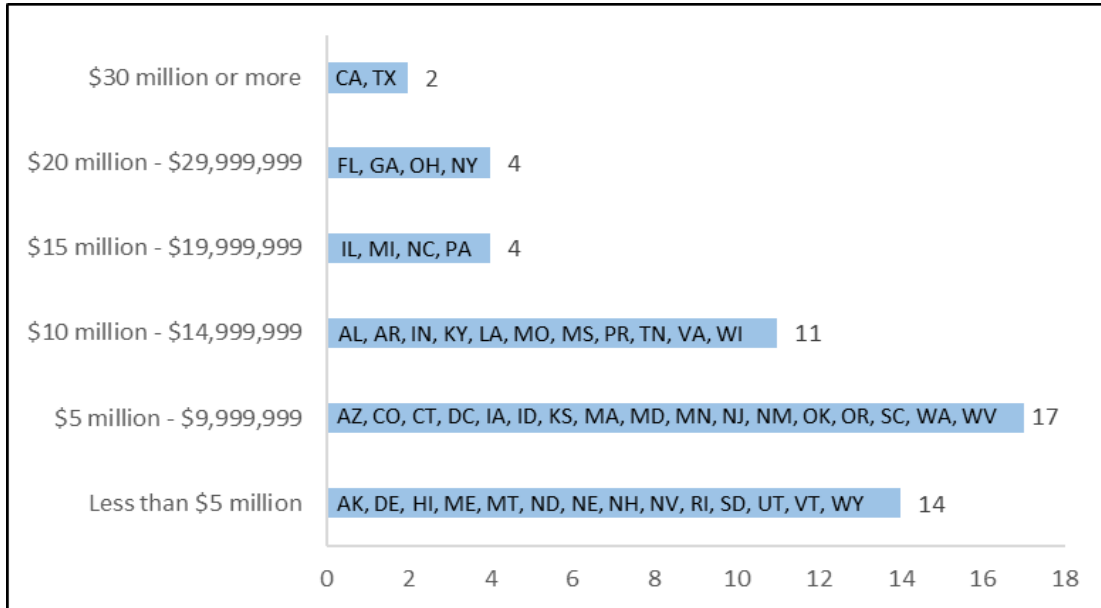 $30 million or more CA, TX 2
$20 million - $29,999,999 FL, GA, OH, NY 4
$15 million - $19,999,999 IL, MI, NC, PA 4
$10 million - $14,999,999 AL, AR, IN, KY, LA, MO, MS, PR, TN, VA, WI 11
$5 million - $9,999,999 AZ, CO, CT, DC, IA, ID, KS, MA, MD, MN, NJ, NM, OK, OR, SC, WA, WV 17
Less than $5 million AK, DE, HI, ME, MT, ND, NE, NH, NV, RI, SD, UT, VT, WY 14
0 2 4 6 8 10 12 14 16 18